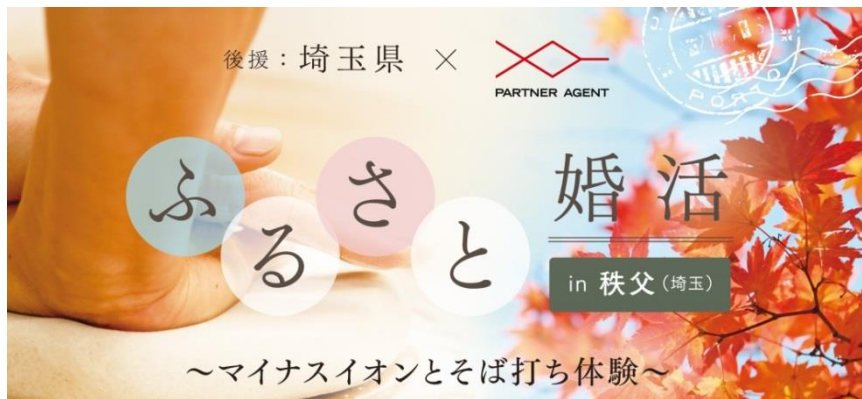 後援：埼玉県 ×
PARTNER AGENT
ふるさと
婚活
in 秩父（埼玉）
～マイナスイオンとそば打ち体験～